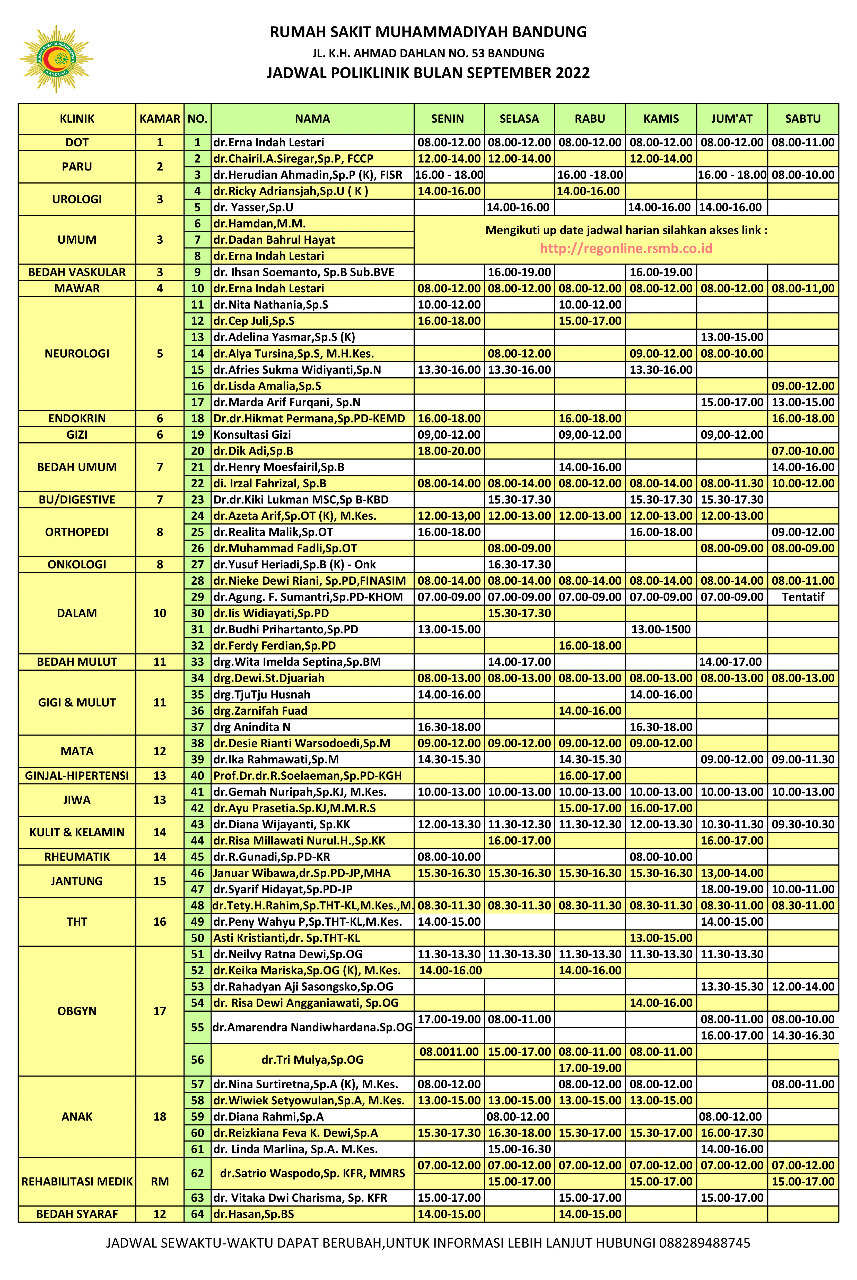 RUMAH SAKIT MUHAMMADIYAH BANDUNG
JL. K.H. AHMAD DAHLAN NO. 53 BANDUNG
JADWAL POLIKLINIK BULAN SEPTEMBER 2022
KLINIK KAMAR NO. NAMA SENIN SELASA RABU KAMIS JUM'AT SABTU
DOT 1 1 dr.Erna Indah Lestari 08.00-12.00 08.00-12.00 08.00-12.00 08.00-12.00 08.00-12.00 08.00-11.00
PARU 2 2 dr.Chairil.A.Siregar,Sp.P, FCCP 12.00-14.00 12.00-14.00 12.00-14.00
3 dr.Herudian Ahmadin,Sp.P (K), FISR 16.00 - 18.00 16.00 -18.00 16.00 - 18.00 08.00-10.00
UROLOGI 3 4 dr.Ricky Adriansjah,Sp.U ( K ) 14.00-16.00 14.00-16.00
5 dr. Yasser,Sp.U 14.00-16.00 14.00-16.00 14.00-16.00
UMUM 3 6 dr.Hamdan,M.M.
7 dr.Dadan Bahrul Hayat
8 dr.Erna Indah Lestari
Mengikuti up date jadwal harian silahkan akses link :
http://regonline.rsmb.co.id
BEDAH VASKULAR 3 9 dr. Ihsan Soemanto, Sp.B Sub.BVE 16.00-19.00 16.00-19.00
MAWAR 4 10 dr.Erna Indah Lestari 08.00-12.00 08.00-12.00 08.00-12.00 08.00-12.00 08.00-12.00 08.00-11,00
NEUROLOGI 5 11 dr.Nita Nathania,Sp.S 10.00-12.00 10.00-12.00
12 dr.Cep Juli,Sp.S 16.00-18.00 15.00-17.00
13 dr.Adelina Yasmar,Sp.S (K) 13.00-15.00
14 dr.Alya Tursina,Sp.S, M.H.Kes. 08.00-12.00 09.00-12.00 08.00-10.00
15 dr.Afries Sukma Widiyanti,Sp.N 13.30-16.00 13.30-16.00 13.30-16.00
16 dr.Lisda Amalia,Sp.S 09.00-12.00
17 dr.Marda Arif Furqani, Sp.N 15.00-17.00 13.00-15.00
ENDOKRIN 6 18 Dr.dr.Hikmat Permana,Sp.PD-KEMD 16.00-18.00 16.00-18.00 16.00-18.00
GIZI 6 19 Konsultasi Gizi 09,00-12.00 09,00-12.00 09,00-12.00
BEDAH UMUM 7 20 dr.Dik Adi,Sp.B 18.00-20.00 07.00-10.00
21 dr.Henry Moesfairil,Sp.B 14.00-16.00 14.00-16.00
22 di. Irzal Fahrizal, Sp.B 08.00-14.00 08.00-14.00 08.00-12.00 08.00-14.00 08.00-11.30 10.00-12.00
BU/DIGESTIVE 7 23 Dr.dr.Kiki Lukman MSC,Sp B-KBD 15.30-17.30 15.30-17.30 15.30-17.30
ORTHOPEDI 8 24 dr.Azeta Arif,Sp.OT (K), M.Kes. 12.00-13,00 12.00-13.00 12.00-13.00 12.00-13.00 12.00-13.00
25 dr.Realita Malik,Sp.OT 16.00-18.00 16.00-18.00 09.00-12.00
26 dr.Muhammad Fadli,Sp.OT 08.00-09.00 08.00-09.00 08.00-09.00
ONKOLOGI 8 27 dr.Yusuf Heriadi,Sp.B (K) - Onk 16.30-17.30
DALAM 10 28 dr.Nieke Dewi Riani, Sp.PD,FINASIM 08.00-14.00 08.00-14.00 08.00-14.00 08.00-14.00 08.00-14.00 08.00-11.00
29 dr.Agung. F. Sumantri,Sp.PD-KHOM 07.00-09.00 07.00-09.00 07.00-09.00 07.00-09.00 07.00-09.00 Tentatif
30 dr.Iis Widiayati,Sp.PD 15.30-17.30
31 dr.Budhi Prihartanto,Sp.PD 13.00-15.00 13.00-1500
32 dr.Ferdy Ferdian,Sp.PD 16.00-18.00
BEDAH MULUT 11 33 drg.Wita Imelda Septina,Sp.BM 14.00-17.00 14.00-17.00
GIGI & MULUT 11 34 drg.Dewi.St.Djuariah 08.00-13.00 08.00-13.00 08.00-13.00 08.00-13.00 08.00-13.00 08.00-13.00
35 drg.TjuTju Husnah 14.00-16.00 14.00-16.00
36 drg.Zarnifah Fuad 14.00-16.00
37 drg Anindita N 16.30-18.00 16.30-18.00
MATA 12 38 dr.Desie Rianti Warsodoedi,Sp.M 09.00-12.00 09.00-12.00 09.00-12.00 09.00-12.00
39 dr.Ika Rahmawati,Sp.M 14.30-15.30 14.30-15.30 09.00-12.00 09.00-11.30
GINJAL-HIPERTENSI 13 40 Prof.Dr.dr.R.Soelaeman,Sp.PD-KGH 16.00-17.00
JIWA 13 41 dr.Gemah Nuripah,Sp.KJ, M.Kes. 10.00-13.00 10.00-13.00 10.00-13.00 10.00-13.00 10.00-13.00 10.00-13.00
42 dr.Ayu Prasetia.Sp.KJ,M.M.R.S 15.00-17.00 16.00-17.00
KULIT & KELAMIN 14 43 dr.Diana Wijayanti, Sp.KK 12.00-13.30 11.30-12.30 11.30-12.30 12.00-13.30 10.30-11.30 09.30-10.30
44 dr.Risa Millawati Nurul.H.,Sp.KK 16.00-17.00 16.00-17.00
RHEUMATIK 14 45 dr.R.Gunadi,Sp.PD-KR 08.00-10.00 08.00-10.00
JANTUNG 15 46 Januar Wibawa,dr.Sp.PD-JP,MHA 15.30-16.30 15.30-16.30 15.30-16.30 15.30-16.30 13,00-14.00
47 dr.Syarif Hidayat,Sp.PD-JP 18.00-19.00 10.00-11.00
THT 16 48 dr.Tety.H.Rahim,Sp.THT-KL,M.Kes.,M. 08.30-11.30 08.30-11.30 08.30-11.30 08.30-11.30 08.30-11.00 08.30-11.00
49 dr.Peny Wahyu P,Sp.THT-KL,M.Kes. 14.00-15.00 14.00-15.00
50 Asti Kristianti,dr. Sp.THT-KL 13.00-15.00
OBGYN 17 51 dr.Neilvy Ratna Dewi,Sp.OG 11.30-13.30 11.30-13.30 11.30-13.30 11.30-13.30 11.30-13.30
52 dr.Keika Mariska,Sp.OG (K), M.Kes. 14.00-16.00 14.00-16.00
53 dr.Rahadyan Aji Sasongsko,Sp.OG 13.30-15.30 12.00-14.00
54 dr. Risa Dewi Angganiawati, Sp.OG 14.00-16.00
55 dr.Amarendra Nandiwhardana.Sp.OG 17.00-19.00 08.00-11.00 08.00-11.00 08.00-10.00
16.00-17.00 14.30-16.30
56 dr.Tri Mulya,Sp.OG 08.0011.00 15.00-17.00 08.00-11.00 08.00-11.00
17.00-19.00
ANAK 18 57 dr.Nina Surtiretna,Sp.A (K), M.Kes. 08.00-12.00 08.00-12.00 08.00-12.00 08.00-11.00
58 dr.Wiwiek Setyowulan,Sp.A, M.Kes. 13.00-15.00 13.00-15.00 13.00-15.00 13.00-15.00
59 dr.Diana Rahmi,Sp.A 08.00-12.00 08.00-12.00
60 dr.Reizkiana Feva K. Dewi,Sp.A 15.30-17.30 16.30-18.00 15.30-17.00 15.30-17.00 16.00-17.30
61 dr. Linda Marlina, Sp.A. M.Kes. 15.00-16.30 14.00-16.00
REHABILITASI MEDIK RM 62 dr.Satrio Waspodo,Sp. KFR, MMRS 07.00-12.00 07.00-12.00 07.00-12.00 07.00-12.00 07.00-12.00 07.00-12.00
15.00-17.00 15.00-17.00 15.00-17.00
63 dr. Vitaka Dwi Charisma, Sp. KFR 15.00-17.00 15.00-17.00 15.00-17.00
BEDAH SYARAF 12 64 dr.Hasan,Sp.BS 14.00-15.00 14.00-15.00
JADWAL SEWAKTU-WAKTU DAPAT BERUBAH,UNTUK INFORMASI LEBIH LANJUT HUBUNGI 088289488745